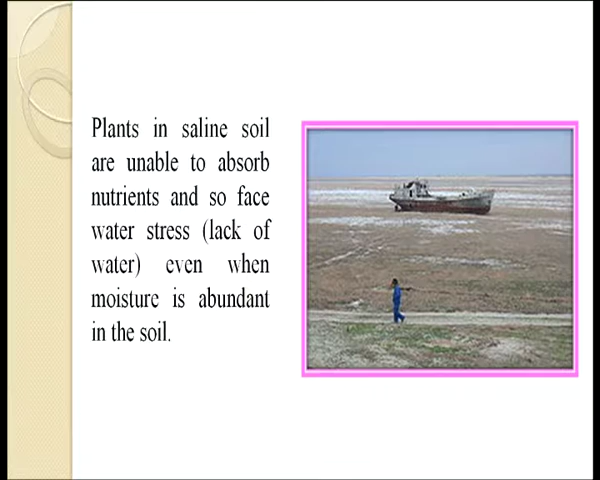 Plants in saline soil
are unable to absorb
nutrients and so face
water stress (lack of
water) even when
moisture is abundant
in the soil.